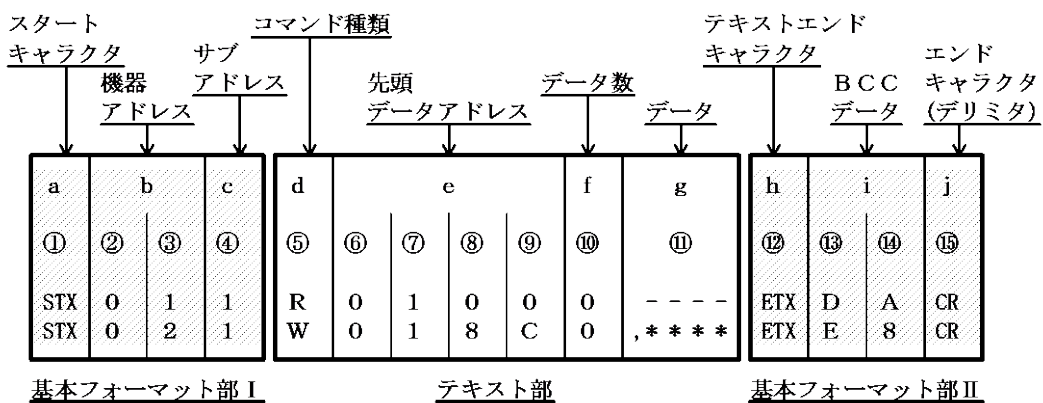 スタート
キャラクタ
機器
アドレス
サブ
アドレス
コマンド種類
先頭
データアドレス
データ数
データ
テキストエンド
キャラクタ
ＢＣＣ
データ
エンド
キャラクタ
(デリミタ)
a b c d e f g h i j
① ② ③ ④ ⑤ ⑥ ⑦ ⑧ ⑨ ⑩ ⑪ ⑫ ⑬ ⑭ ⑮
STX 0 1 1 R 0 1 0 0 0 ---- ETX D A CR
STX 0 2 1 W 0 1 8 C 0 ,**** ETX E 8 CR
基本フォーマット部Ⅰ テキスト部 基本フォーマット部Ⅱ